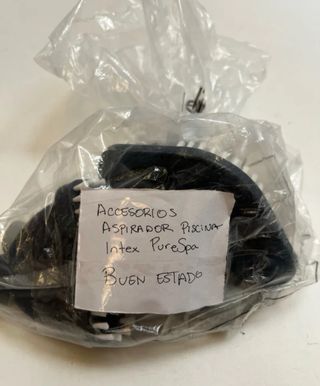 ACCESORIOS
ASPIRADOR PISCINA
Intex PureSpa
BUEN ESTADO